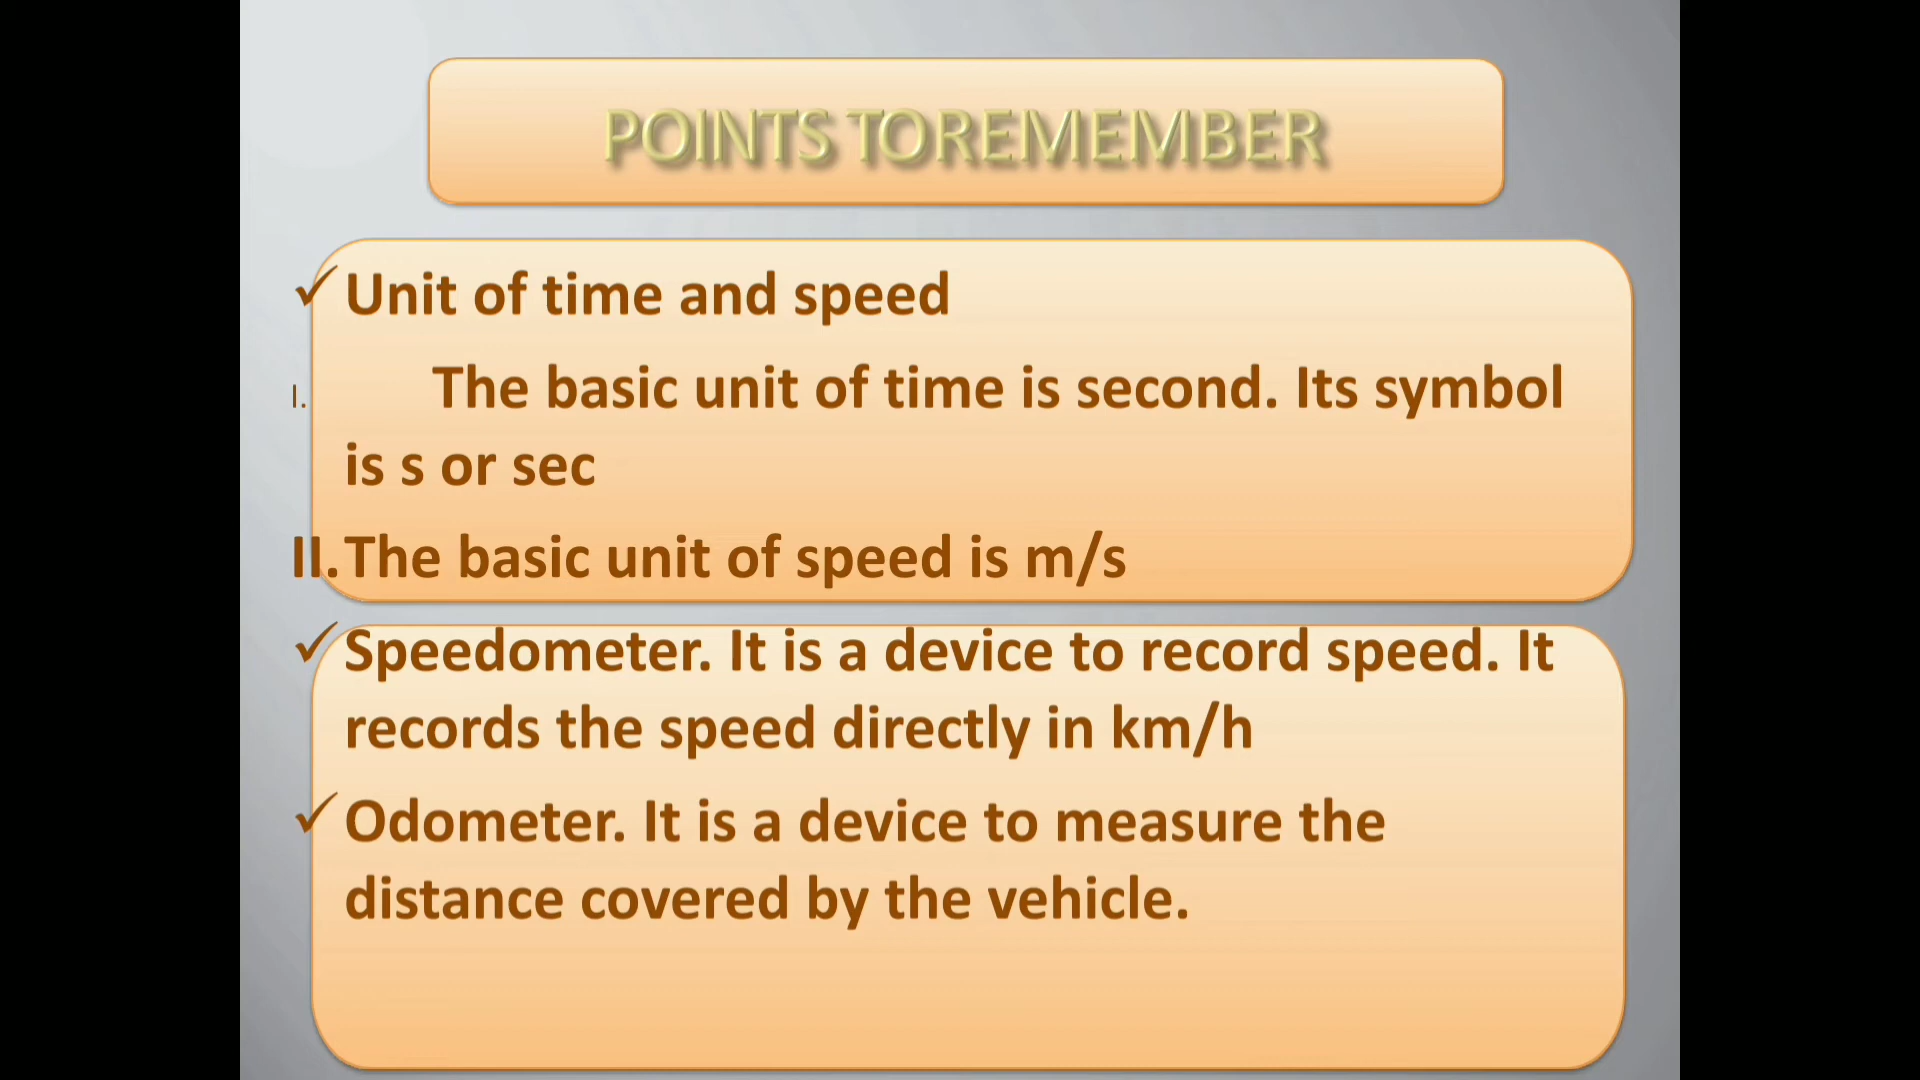 POINTS TO REMEMBER
✓ Unit of time and speed
I. The basic unit of time is second. Its symbol
is s or sec
II. The basic unit of speed is m/s
✓ Speedometer. It is a device to record speed. It
records the speed directly in km/h
✓ Odometer. It is a device to measure the
distance covered by the vehicle.